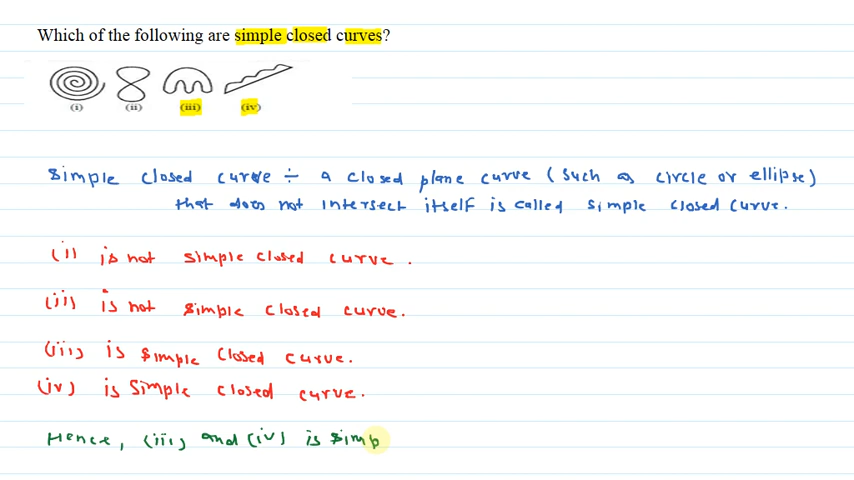 Which of the following are simple closed curves?
(i) (ii) (iii) (iv)
Simple closed curve ÷ a closed plane curve (such as circle or ellipse)
that does not intersect itself is called simple closed curve.
(i) is not simple closed curve.
(ii) is not simple closed curve.
(iii) is simple closed curve.
(iv) is simple closed curve.
Hence, (iii) and (iv) is simp